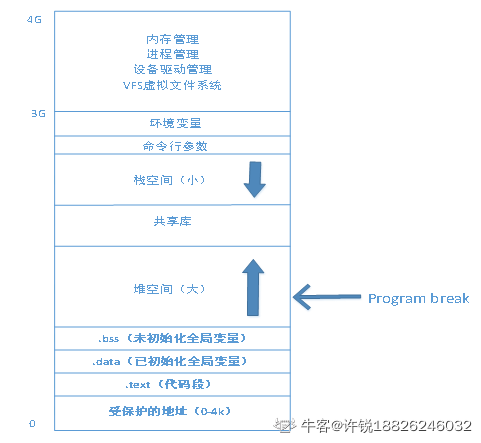 4G
内存管理
进程管理
设备驱动管理
VFS虚拟文件系统
3G
环境变量
命令行参数
栈空间（小）
共享库
堆空间（大）
Program break
.bss（未初始化全局变量）
.data（已初始化全局变量）
.text（代码段）
受保护的地址（0-4k）
0
牛客@许锐18826246032